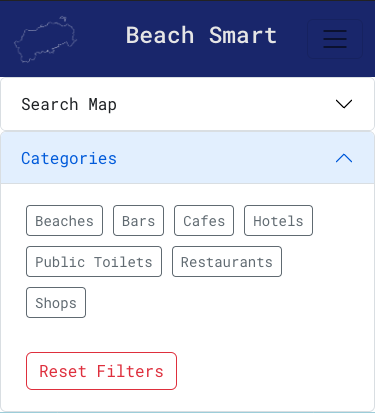 Beach Smart
Search Map
Categories
Beaches Bars Cafes Hotels
Public Toilets Restaurants
Shops
Reset Filters